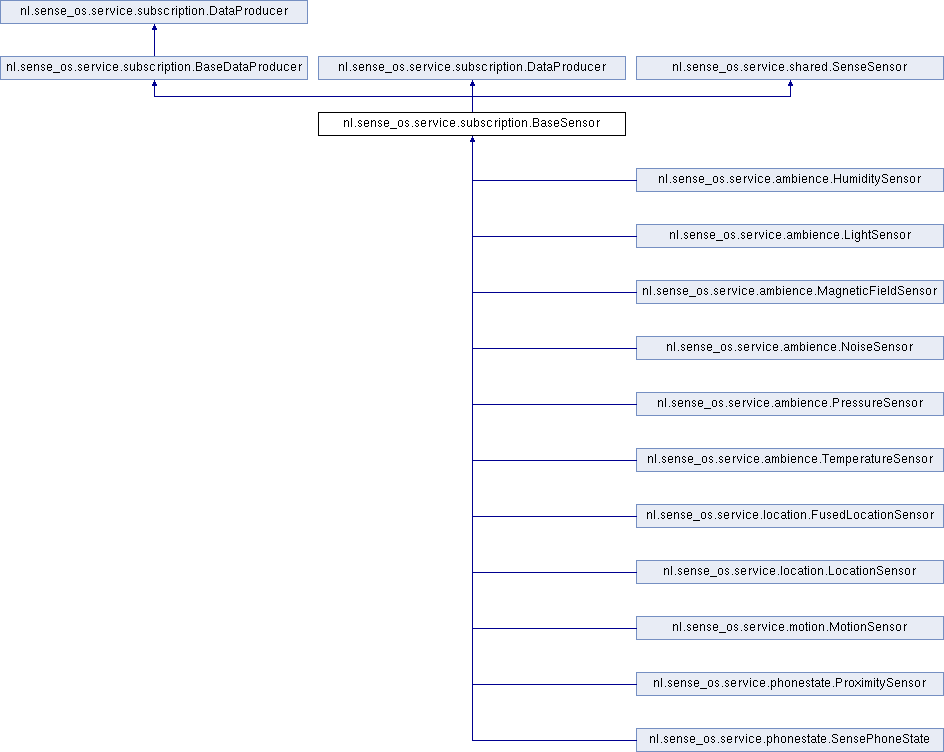 nl.sense_os.service.subscription.DataProducer
nl.sense_os.service.subscription.BaseDataProducer
nl.sense_os.service.subscription.DataProducer
nl.sense_os.service.shared.SenseSensor
nl.sense_os.service.subscription.BaseSensor
nl.sense_os.service.ambience.HumiditySensor
nl.sense_os.service.ambience.LightSensor
nl.sense_os.service.ambience.MagneticFieldSensor
nl.sense_os.service.ambience.NoiseSensor
nl.sense_os.service.ambience.PressureSensor
nl.sense_os.service.ambience.TemperatureSensor
nl.sense_os.service.location.FusedLocationSensor
nl.sense_os.service.location.LocationSensor
nl.sense_os.service.motion.MotionSensor
nl.sense_os.service.phonestate.ProximitySensor
nl.sense_os.service.phonestate.SensePhoneState